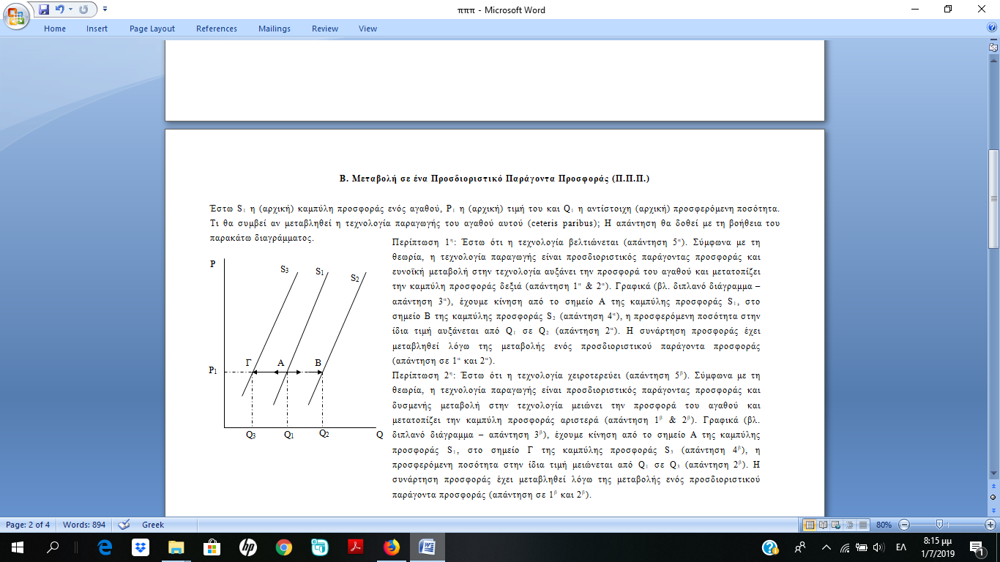 πππ - Microsoft Word
Home Insert Page Layout References Mailings Review View
Β. Μεταβολή σε ένα Προσδιοριστικό Παράγοντα Προσφοράς (Π.Π.Π.)
Έστω S1 η (αρχική) καμπύλη προσφοράς ενός αγαθού, P1 η (αρχική) τιμή του και Q1 η αντίστοιχη (αρχική) προσφερόμενη ποσότητα.
Τι θα συμβεί αν μεταβληθεί η τεχνολογία παραγωγής του αγαθού αυτού (ceteris paribus); Η απάντηση θα δοθεί με τη βοήθεια του
παρακάτω διαγράμματος.
P
S3 S1 S2
Γ Α Β
P1
Q3 Q1 Q2 Q
Περίπτωση 1η: Έστω ότι η τεχνολογία βελτιώνεται (απάντηση 5α). Σύμφωνα με τη
θεωρία, η τεχνολογία παραγωγής είναι προσδιοριστικός παράγοντας προσφοράς και
ευνοϊκή μεταβολή στην τεχνολογία αυξάνει την προσφορά του αγαθού και μετατοπίζει
την καμπύλη προσφοράς δεξιά (απάντηση 1α & 2α). Γραφικά (βλ. διπλανό διάγραμμα –
απάντηση 3α), έχουμε κίνηση από το σημείο Α της καμπύλης προσφοράς S1, στο
σημείο Β της καμπύλης προσφοράς S2 (απάντηση 4α), η προσφερόμενη ποσότητα στην
ίδια τιμή αυξάνεται από Q1 σε Q2 (απάντηση 2α). Η συνάρτηση προσφοράς έχει
μεταβληθεί λόγω της μεταβολής ενός προσδιοριστικού παράγοντα προσφοράς
(απάντηση σε 1α και 2α).
Περίπτωση 2η: Έστω ότι η τεχνολογία χειροτερεύει (απάντηση 5β). Σύμφωνα με τη
θεωρία, η τεχνολογία παραγωγής είναι προσδιοριστικός παράγοντας προσφοράς και
δυσμενής μεταβολή στην τεχνολογία μειώνει την προσφορά του αγαθού και
μετατοπίζει την καμπύλη προσφοράς αριστερά (απάντηση 1β & 2β). Γραφικά (βλ.
διπλανό διάγραμμα – απάντηση 3β), έχουμε κίνηση από το σημείο Α της καμπύλης
προσφοράς S1, στο σημείο Γ της καμπύλης προσφοράς S3 (απάντηση 4β), η
προσφερόμενη ποσότητα στην ίδια τιμή μειώνεται από Q1 σε Q3 (απάντηση 2β). Η
συνάρτηση προσφοράς έχει μεταβληθεί λόγω της μεταβολής ενός προσδιοριστικού
παράγοντα προσφοράς (απάντηση σε 1β και 2β).
Page: 2 of 4 Words: 894 Greek 80%
ΕΛ 8:15 μμ
1/7/2019